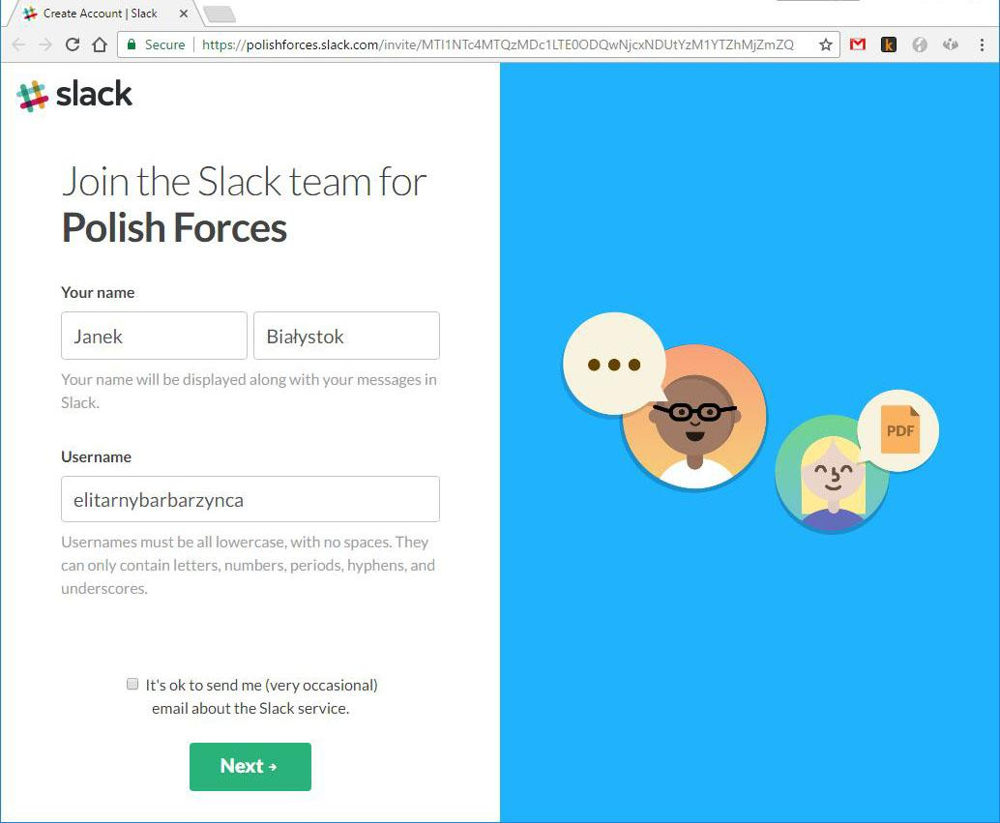 Create Account | Slack
Secure https://polishforces.slack.com/invite/MTI1NTc4MTQzMDc1LTE0ODQwNjcxNDUtYzM1YTZhMjZmZQ
slack
Join the Slack team for
Polish Forces
Your name
Janek Białystok
Your name will be displayed along with your messages in
Slack.
Username
elitarnybarbarzynca
Usernames must be all lowercase, with no spaces. They
can only contain letters, numbers, periods, hyphens, and
underscores.
It's ok to send me (very occasional)
email about the Slack service.
Next →
PDF